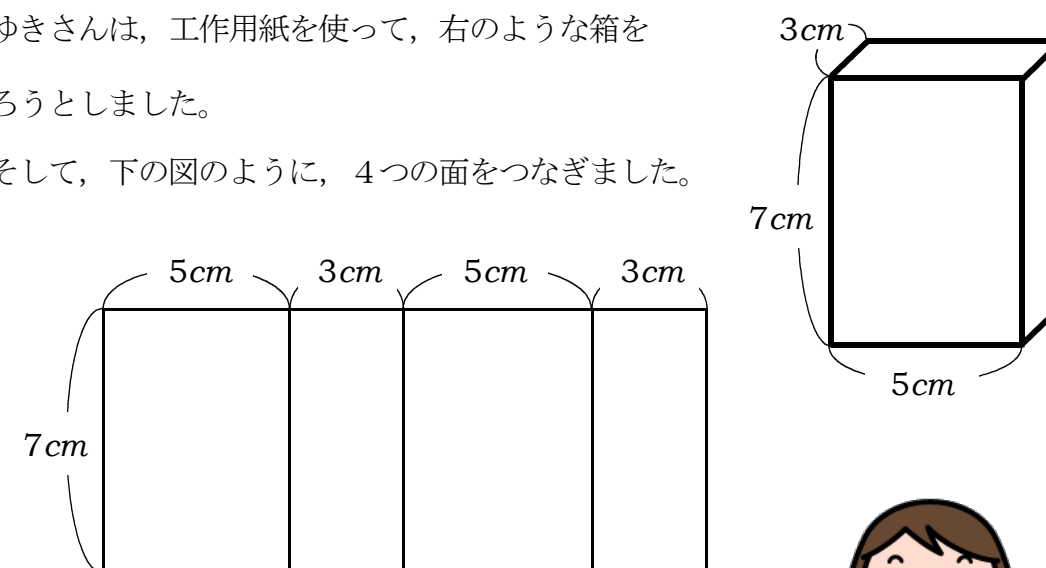 ゆきさんは，工作用紙を使って，右のような箱を
ろうとしました。
そして，下の図のように，４つの面をつなぎました。
3cm
7cm
5cm
5cm 3cm 5cm 3cm
7cm